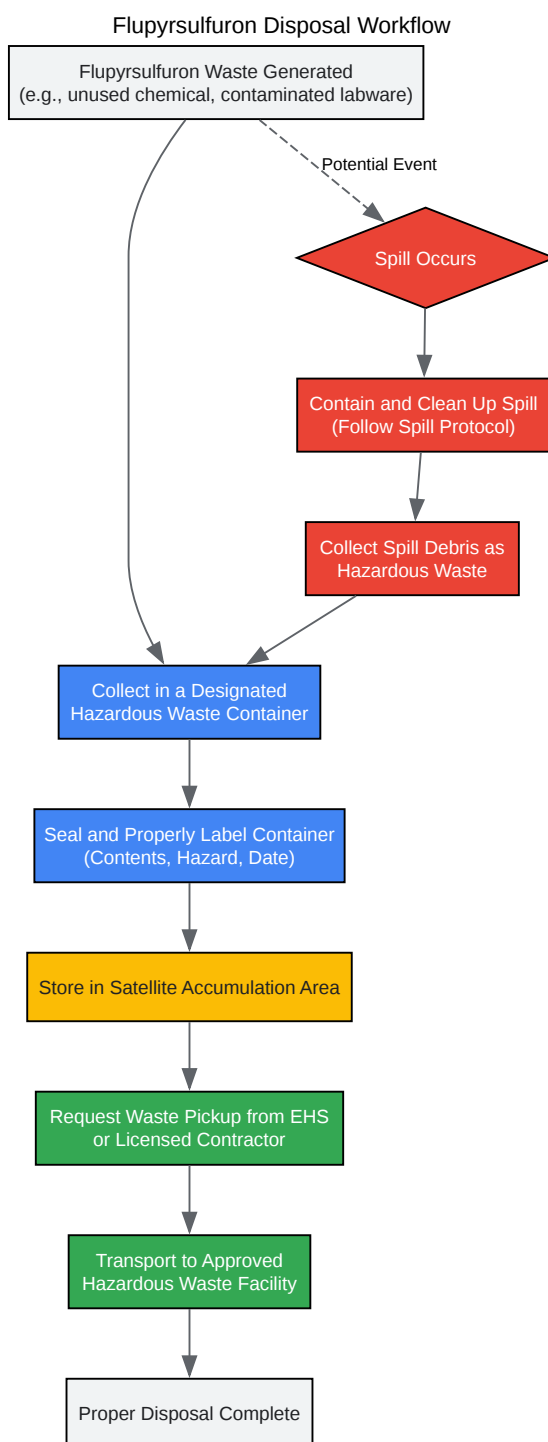 Flupyrsulfuron Disposal Workflow
Flupyrsulfuron Waste Generated
(e.g., unused chemical, contaminated labware)
Potential Event
Spill Occurs
Contain and Clean Up Spill
(Follow Spill Protocol)
Collect Spill Debris as
Hazardous Waste
Collect in a Designated
Hazardous Waste Container
Seal and Properly Label Container
(Contents, Hazard, Date)
Store in Satellite Accumulation Area
Request Waste Pickup from EHS
or Licensed Contractor
Transport to Approved
Hazardous Waste Facility
Proper Disposal Complete